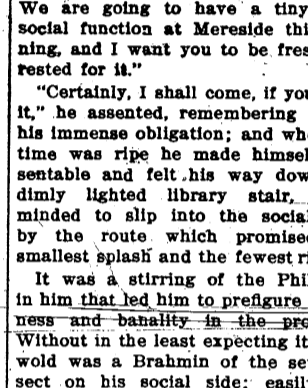 We are going to have a tiny
social function at Mereside thi
ning, and I want you to be fres
rested for it."
"Certainly, I shall come, if you
it," he assented, remembering
his immense obligation; and whe
time was ripe he made himsel
sentable and felt his way dow
dimly lighted library stair,
minded to slip into the socia
by the route which promise
smallest splash and the fewest ri
It was a stirring of the Phil
in him that led him to prefigure
ness and banality in the pro
Without in the least expecting it
wold was a Brahmin of the se
sect on his social side; easil